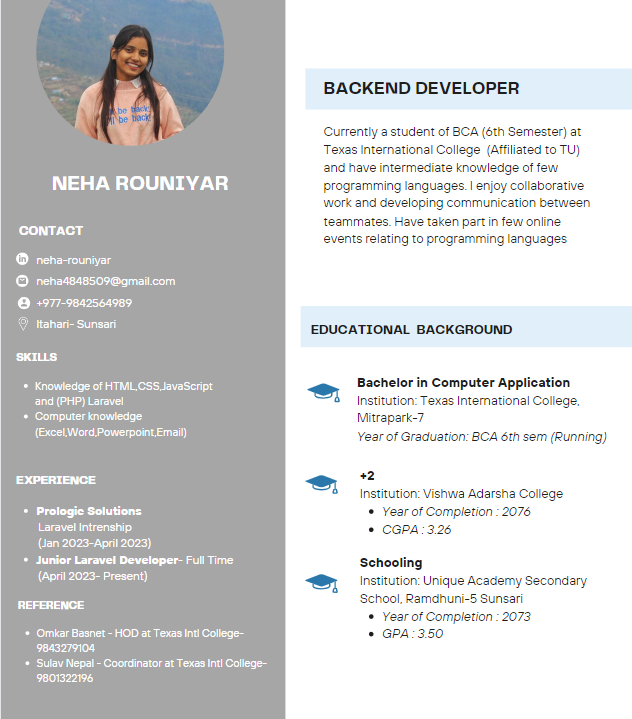 I'll be back.
I'll be back.
NEHA ROUNIYAR
CONTACT
neha-rouniyar
neha4848509@gmail.com
+977-9842564989
Itahari- Sunsari
SKILLS
Knowledge of HTML,CSS,JavaScript
and (PHP) Laravel
Computer knowledge
(Excel,Word,Powerpoint,Email)
EXPERIENCE
Prologic Solutions
Laravel Intrenship
(Jan 2023-April 2023)
Junior Laravel Developer- Full Time
(April 2023- Present)
REFERENCE
Omkar Basnet - HOD at Texas Intl College-
9843279104
Sulav Nepal - Coordinator at Texas Intl College-
9801322196
BACKEND DEVELOPER
Currently a student of BCA (6th Semester) at
Texas International College (Affiliated to TU)
and have intermediate knowledge of few
programming languages. I enjoy collaborative
work and developing communication between
teammates. Have taken part in few online
events relating to programming languages
EDUCATIONAL BACKGROUND
Bachelor in Computer Application
Institution: Texas International College,
Mitrapark-7
Year of Graduation: BCA 6th sem (Running)
+2
Institution: Vishwa Adarsha College
Year of Completion : 2076
CGPA : 3.26
Schooling
Institution: Unique Academy Secondary
School, Ramdhuni-5 Sunsari
Year of Completion : 2073
GPA : 3.50